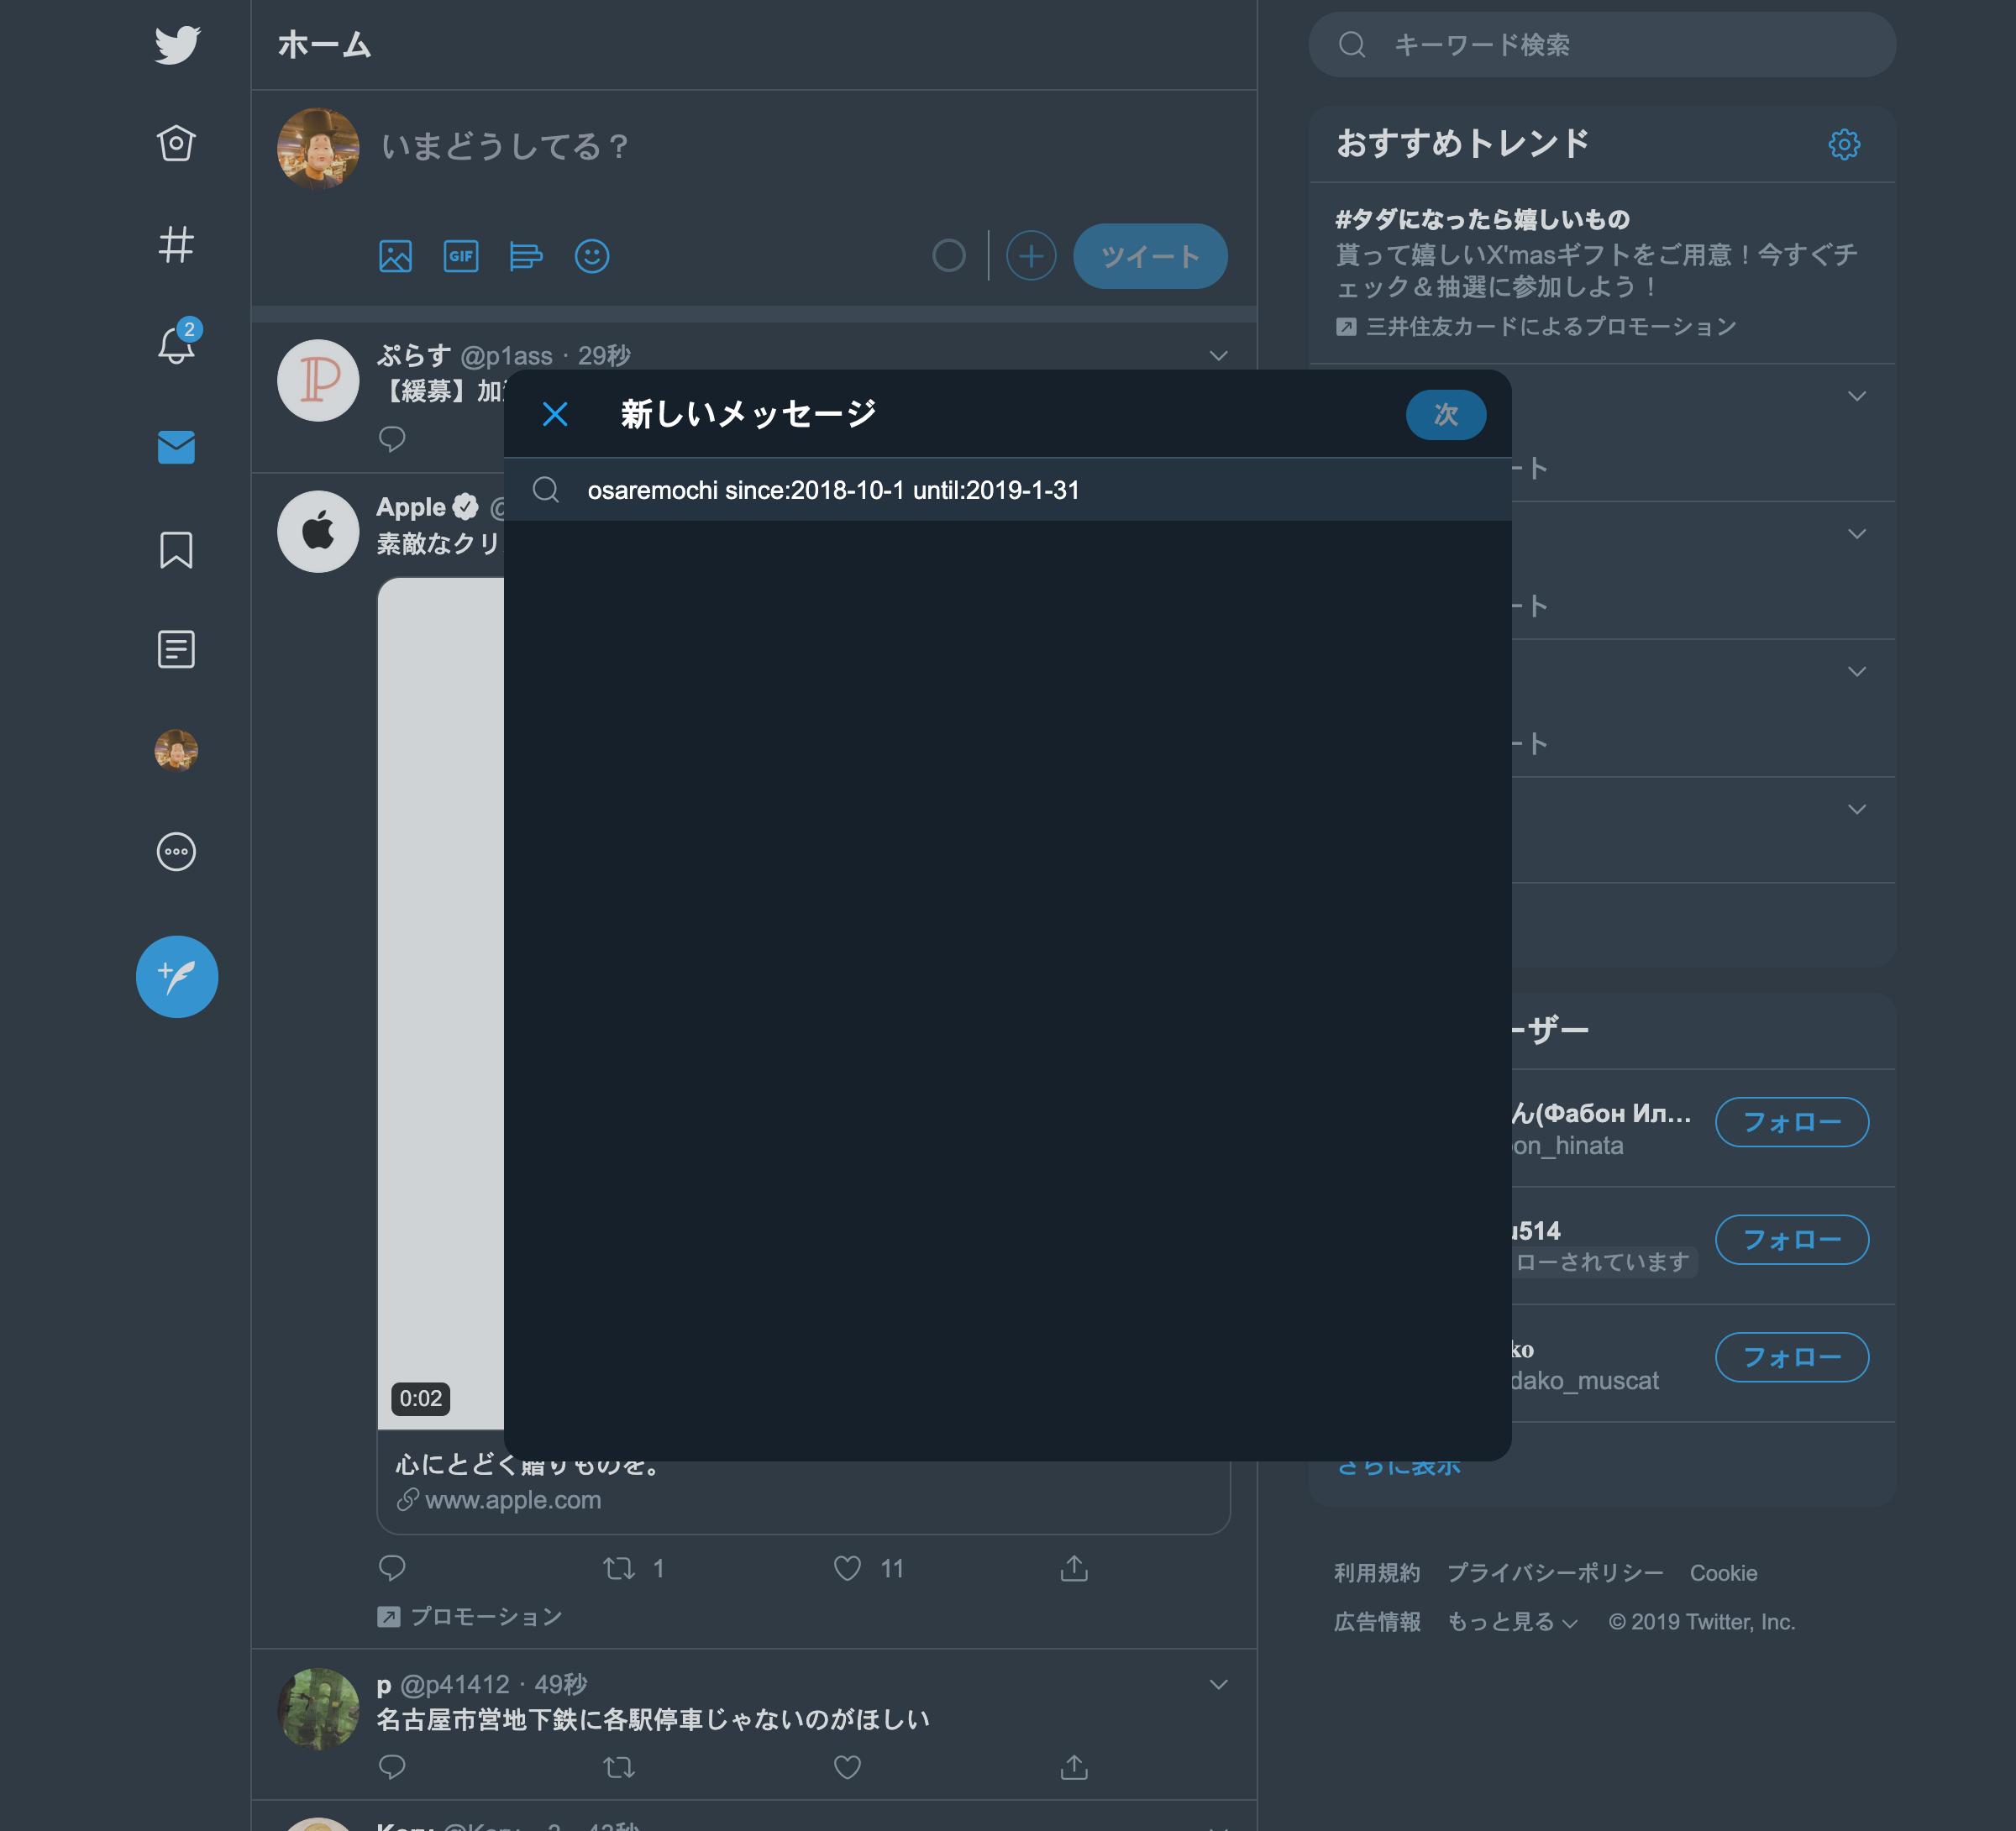 ホーム
いまどうしてる？
GIF
ツイート
2
ぷらす @p1ass · 29秒
【緩募】加
Apple
素敵なクリ
0:02
心にとどく贈りものを。
www.apple.com
1
11
プロモーション
p @p41412 · 49秒
名古屋市営地下鉄に各駅停車じゃないのがほしい
新しいメッセージ
次
osaremochi since:2018-10-1 until:2019-1-31
キーワード検索
おすすめトレンド
#タダになったら嬉しいもの
貰って嬉しいX'masギフトをご用意！今すぐチ
ェック＆抽選に参加しよう！
三井住友カードによるプロモーション
ート
ート
ート
ーザー
ん(Фабон Ил...
on_hinata
フォロー
u514
ローされています
フォロー
ko
dako_muscat
フォロー
さらに表示
利用規約 プライバシーポリシー Cookie
広告情報 もっと見る © 2019 Twitter, Inc.